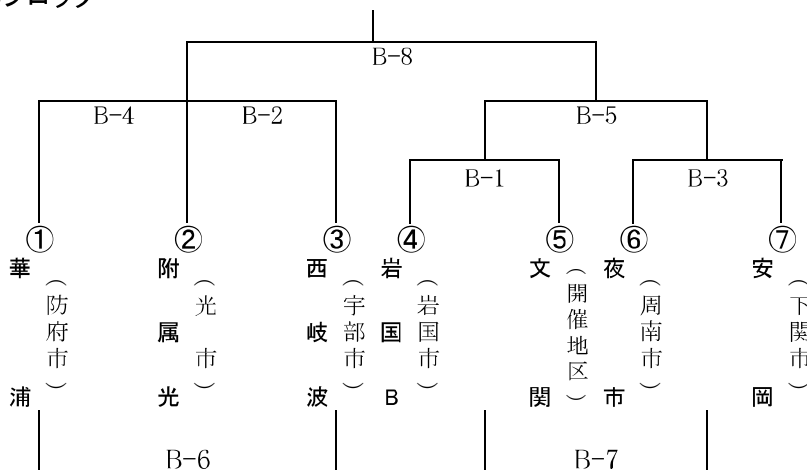 ブロック
B-8
B-4
B-2
B-5
B-1
B-3
①
②
③
④
⑤
⑥
⑦
華浦
（防府市）
附属光
（光市）
西岐波
（宇部市）
岩国B
（岩国市）
文関
（開催地区）
夜市
（周南市）
安岡
（下関市）
B-6
B-7